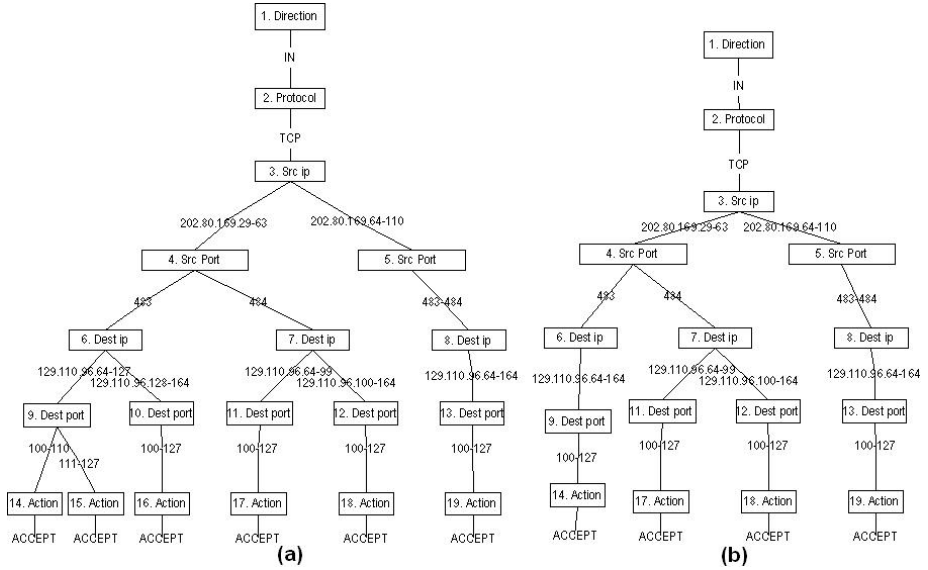 1. Direction
IN
2. Protocol
TCP
3. Src ip
202.80.169.29-63
202.80.169.64-110
4. Src Port
5. Src Port
483
484
483-484
6. Dest ip
7. Dest ip
8. Dest ip
129.110.96.64-127
129.110.96.128-164
129.110.96.64-99
129.110.96.100-164
129.110.96.64-164
9. Dest port
10. Dest port
11. Dest port
12. Dest port
13. Dest port
100-110
111-127
100-127
100-127
100-127
100-127
14. Action
15. Action
16. Action
17. Action
18. Action
19. Action
ACCEPT
ACCEPT
ACCEPT
ACCEPT
ACCEPT
ACCEPT
(a)
1. Direction
IN
2. Protocol
TCP
3. Src ip
202.80.169.29-63
202.80.169.64-110
4. Src Port
5. Src Port
483
484
483-484
6. Dest ip
7. Dest ip
8. Dest ip
129.110.96.64-164
129.110.96.64-99
129.110.96.100-164
129.110.96.64-164
9. Dest port
11. Dest port
12. Dest port
13. Dest port
100-127
100-127
100-127
100-127
14. Action
17. Action
18. Action
19. Action
ACCEPT
ACCEPT
ACCEPT
ACCEPT
(b)